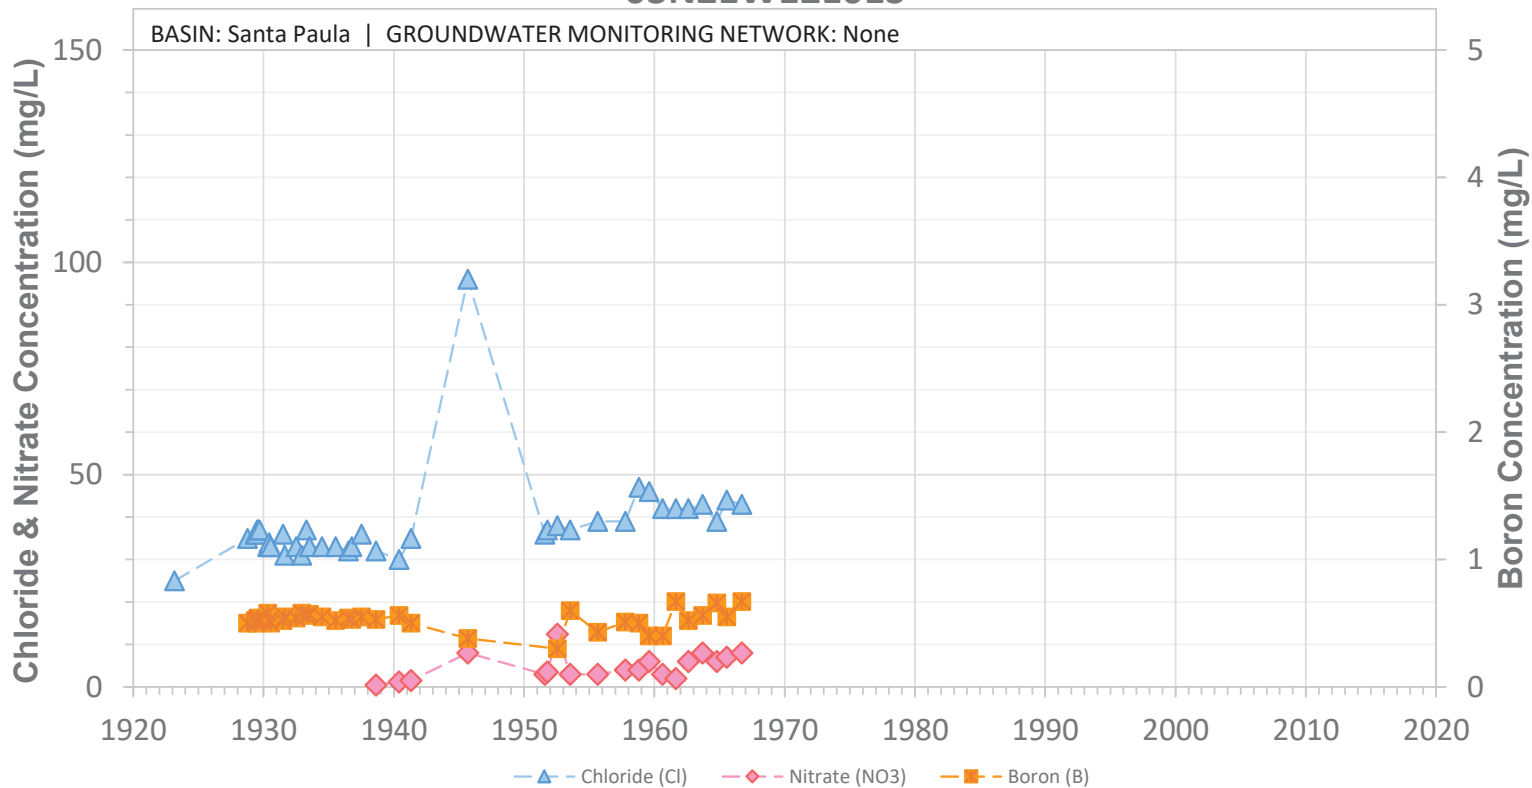 BASIN: Santa Paula | GROUNDWATER MONITORING NETWORK: None
Chloride & Nitrate Concentration (mg/L)
150
100
50
0
5
4
3
2
1
0
Boron Concentration (mg/L)
1920 1930 1940 1950 1960 1970 1980 1990 2000 2010 2020
Chloride (Cl) Nitrate (NO3) Boron (B)